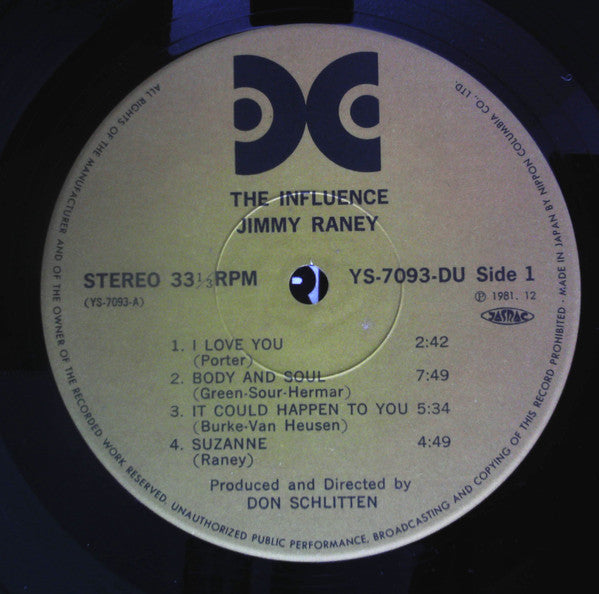 THE INFLUENCE
JIMMY RANEY
STEREO 33 1/3 RPM
(YS-7093-A)
YS-7093-DU Side 1
Ⓟ 1981. 12
JASRAC
1. I LOVE YOU 2:42
(Porter)
2. BODY AND SOUL 7:49
(Green-Sour-Hermar)
3. IT COULD HAPPEN TO YOU 5:34
(Burke-Van Heusen)
4. SUZANNE 4:49
(Raney)
Produced and Directed by
DON SCHLITTEN
ALL RIGHTS OF THE MANUFACTURER AND OF THE OWNER OF THE RECORDED WORK RESERVED. UNAUTHORIZED PUBLIC PERFORMANCE, BROADCASTING AND COPYING OF THIS RECORD PROHIBITED · MADE IN JAPAN BY NIPPON COLUMBIA CO., LTD.